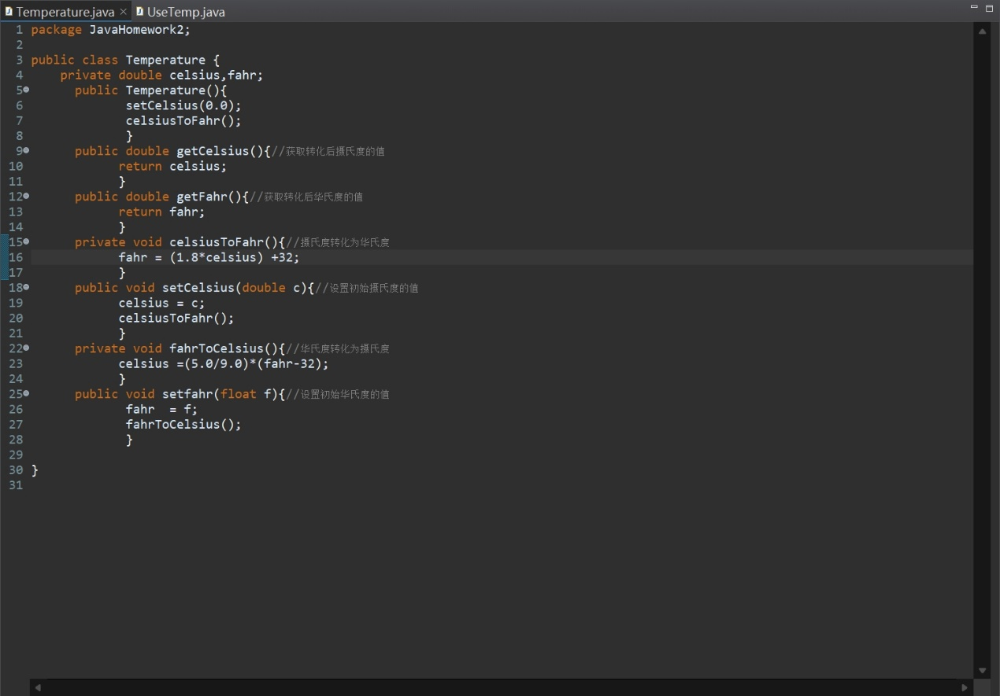 Temperature.java × UseTemp.java
1 package JavaHomework2;
2
3 public class Temperature {
4 private double celsius,fahr;
5 public Temperature(){
6 setCelsius(0.0);
7 celsiusToFahr();
8 }
9 public double getCelsius(){//获取转化后摄氏度的值
10 return celsius;
11 }
12 public double getFahr(){//获取转化后华氏度的值
13 return fahr;
14 }
15 private void celsiusToFahr(){//摄氏度转化为华氏度
16 fahr = (1.8*celsius) +32;
17 }
18 public void setCelsius(double c){//设置初始摄氏度的值
19 celsius = c;
20 celsiusToFahr();
21 }
22 private void fahrToCelsius(){//华氏度转化为摄氏度
23 celsius =(5.0/9.0)*(fahr-32);
24 }
25 public void setfahr(float f){//设置初始华氏度的值
26 fahr  = f;
27 fahrToCelsius();
28 }
29
30 }
31